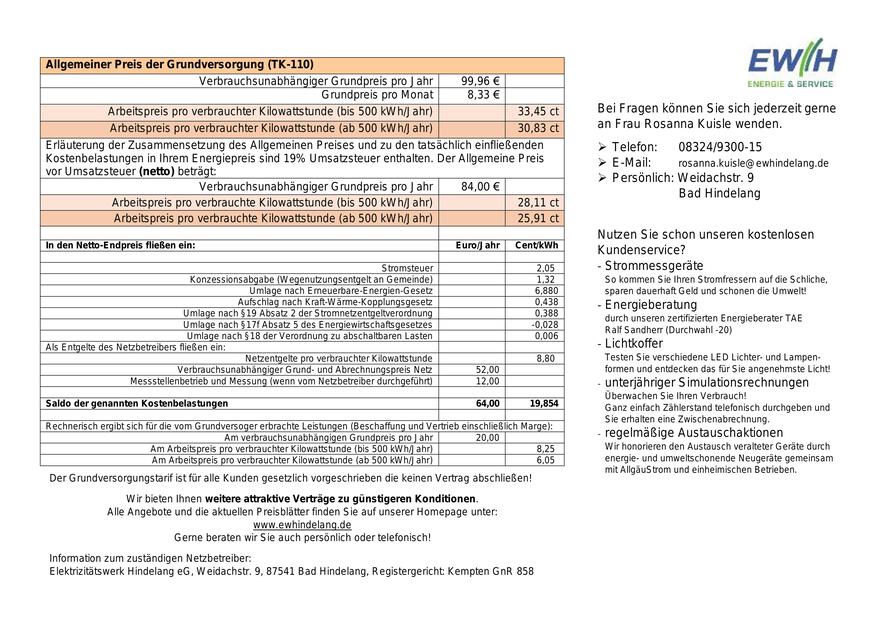 Allgemeiner Preis der Grundversorgung (TK-110)
Verbrauchsunabhängiger Grundpreis pro Jahr 99,96 €
Grundpreis pro Monat 8,33 €
Arbeitspreis pro verbrauchter Kilowattstunde (bis 500 kWh/Jahr) 33,45 ct
Arbeitspreis pro verbrauchter Kilowattstunde (ab 500 kWh/Jahr) 30,83 ct
Erläuterung der Zusammensetzung des Allgemeinen Preises und zu den tatsächlich einfließenden
Kostenbelastungen in Ihrem Energiepreis sind 19% Umsatzsteuer enthalten. Der Allgemeine Preis
vor Umsatzsteuer (netto) beträgt:
Verbrauchsunabhängiger Grundpreis pro Jahr 84,00 €
Arbeitspreis pro verbrauchte Kilowattstunde (bis 500 kWh/Jahr) 28,11 ct
Arbeitspreis pro verbrauchte Kilowattstunde (ab 500 kWh/Jahr) 25,91 ct
In den Netto-Endpreis fließen ein: Euro/Jahr Cent/kWh
Stromsteuer 2,05
Konzessionsabgabe (Wegenutzungsentgelt an Gemeinde) 1,32
Umlage nach Erneuerbare-Energien-Gesetz 6,880
Aufschlag nach Kraft-Wärme-Kopplungsgesetz 0,438
Umlage nach §19 Absatz 2 der Stromnetzentgeltverordnung 0,388
Umlage nach §17f Absatz 5 des Energiewirtschaftsgesetzes -0,028
Umlage nach §18 der Verordnung zu abschaltbaren Lasten 0,006
Als Entgelte des Netzbetreibers fließen ein:
Netzentgelte pro verbrauchter Kilowattstunde 8,80
Verbrauchsunabhängiger Grund- und Abrechnungspreis Netz 52,00
Messstellenbetrieb und Messung (wenn vom Netzbetreiber durchgeführt) 12,00
Saldo der genannten Kostenbelastungen 64,00 19,854
Rechnerisch ergibt sich für die vom Grundversoger erbrachte Leistungen (Beschaffung und Vertrieb einschließlich Marge):
Am verbrauchsunabhängigen Grundpreis pro Jahr 20,00
Am Arbeitspreis pro verbrauchter Kilowattstunde (bis 500 kWh/Jahr) 8,25
Am Arbeitspreis pro verbrauchter Kilowattstunde (ab 500 kWh/Jahr) 6,05
Der Grundversorgungstarif ist für alle Kunden gesetzlich vorgeschrieben die keinen Vertrag abschließen!
Wir bieten Ihnen weitere attraktive Verträge zu günstigeren Konditionen.
Alle Angebote und die aktuellen Preisblätter finden Sie auf unserer Homepage unter:
www.ewhindelang.de
Gerne beraten wir Sie auch persönlich oder telefonisch!
Information zum zuständigen Netzbetreiber:
Elektrizitätswerk Hindelang eG, Weidachstr. 9, 87541 Bad Hindelang, Registergericht: Kempten GnR 858
EWH
ENERGIE & SERVICE
Bei Fragen können Sie sich jederzeit gerne
an Frau Rosanna Kuisle wenden.
➢ Telefon: 08324/9300-15
➢ E-Mail: rosanna.kuisle@ewhindelang.de
➢ Persönlich: Weidachstr. 9
Bad Hindelang
Nutzen Sie schon unseren kostenlosen
Kundenservice?
- Strommessgeräte
So kommen Sie Ihren Stromfressern auf die Schliche,
sparen dauerhaft Geld und schonen die Umwelt!
- Energieberatung
durch unseren zertifizierten Energieberater TAE
Ralf Sandherr (Durchwahl -20)
- Lichtkoffer
Testen Sie verschiedene LED Lichter- und Lampen-
formen und entdecken das für Sie angenehmste Licht!
- unterjähriger Simulationsrechnungen
Überwachen Sie Ihren Verbrauch!
Ganz einfach Zählerstand telefonisch durchgeben und
Sie erhalten eine Zwischenabrechnung.
- regelmäßige Austauschaktionen
Wir honorieren den Austausch veralteter Geräte durch
energie- und umweltschonende Neugeräte gemeinsam
mit AllgäuStrom und einheimischen Betrieben.